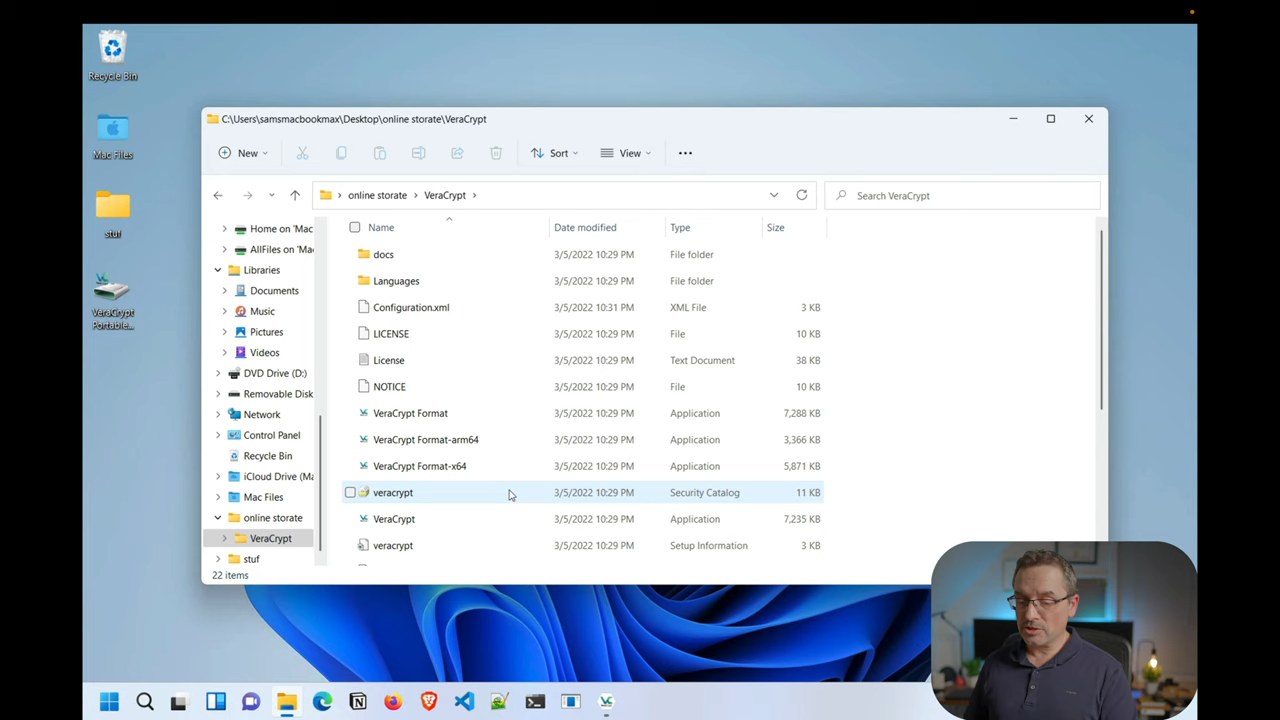 Recycle Bin
Mac Files
stuf
VeraCrypt
Portable...
C:\Users\samsmacbookmax\Desktop\online storate\VeraCrypt
New
Sort
View
online storate
VeraCrypt
Search VeraCrypt
Home on 'Mac
AllFiles on 'Ma
Libraries
Documents
Music
Pictures
Videos
DVD Drive (D:)
Removable Disk
Network
Control Panel
Recycle Bin
iCloud Drive (Ma
Mac Files
online storate
VeraCrypt
stuf
Name Date modified Type Size
docs 3/5/2022 10:29 PM File folder
Languages 3/5/2022 10:29 PM File folder
Configuration.xml 3/5/2022 10:31 PM XML File 3 KB
LICENSE 3/5/2022 10:29 PM File 10 KB
License 3/5/2022 10:29 PM Text Document 38 KB
NOTICE 3/5/2022 10:29 PM File 10 KB
VeraCrypt Format 3/5/2022 10:29 PM Application 7,288 KB
VeraCrypt Format-arm64 3/5/2022 10:29 PM Application 3,366 KB
VeraCrypt Format-x64 3/5/2022 10:29 PM Application 5,871 KB
veracrypt 3/5/2022 10:29 PM Security Catalog 11 KB
VeraCrypt 3/5/2022 10:29 PM Application 7,235 KB
veracrypt 3/5/2022 10:29 PM Setup Information 3 KB
22 items